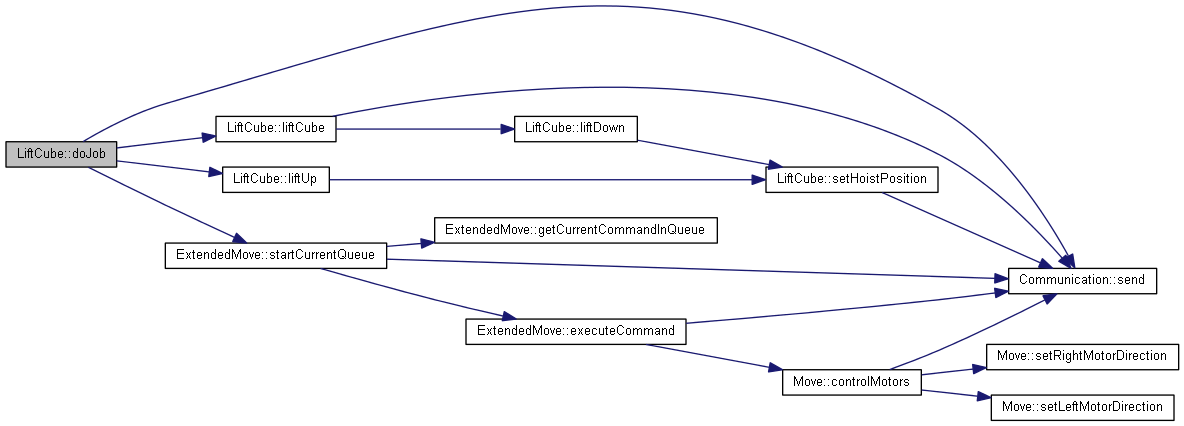 LiftCube::doJob
LiftCube::liftCube
LiftCube::liftDown
LiftCube::liftUp
LiftCube::setHoistPosition
ExtendedMove::startCurrentQueue
ExtendedMove::getCurrentCommandInQueue
Communication::send
ExtendedMove::executeCommand
Move::controlMotors
Move::setRightMotorDirection
Move::setLeftMotorDirection